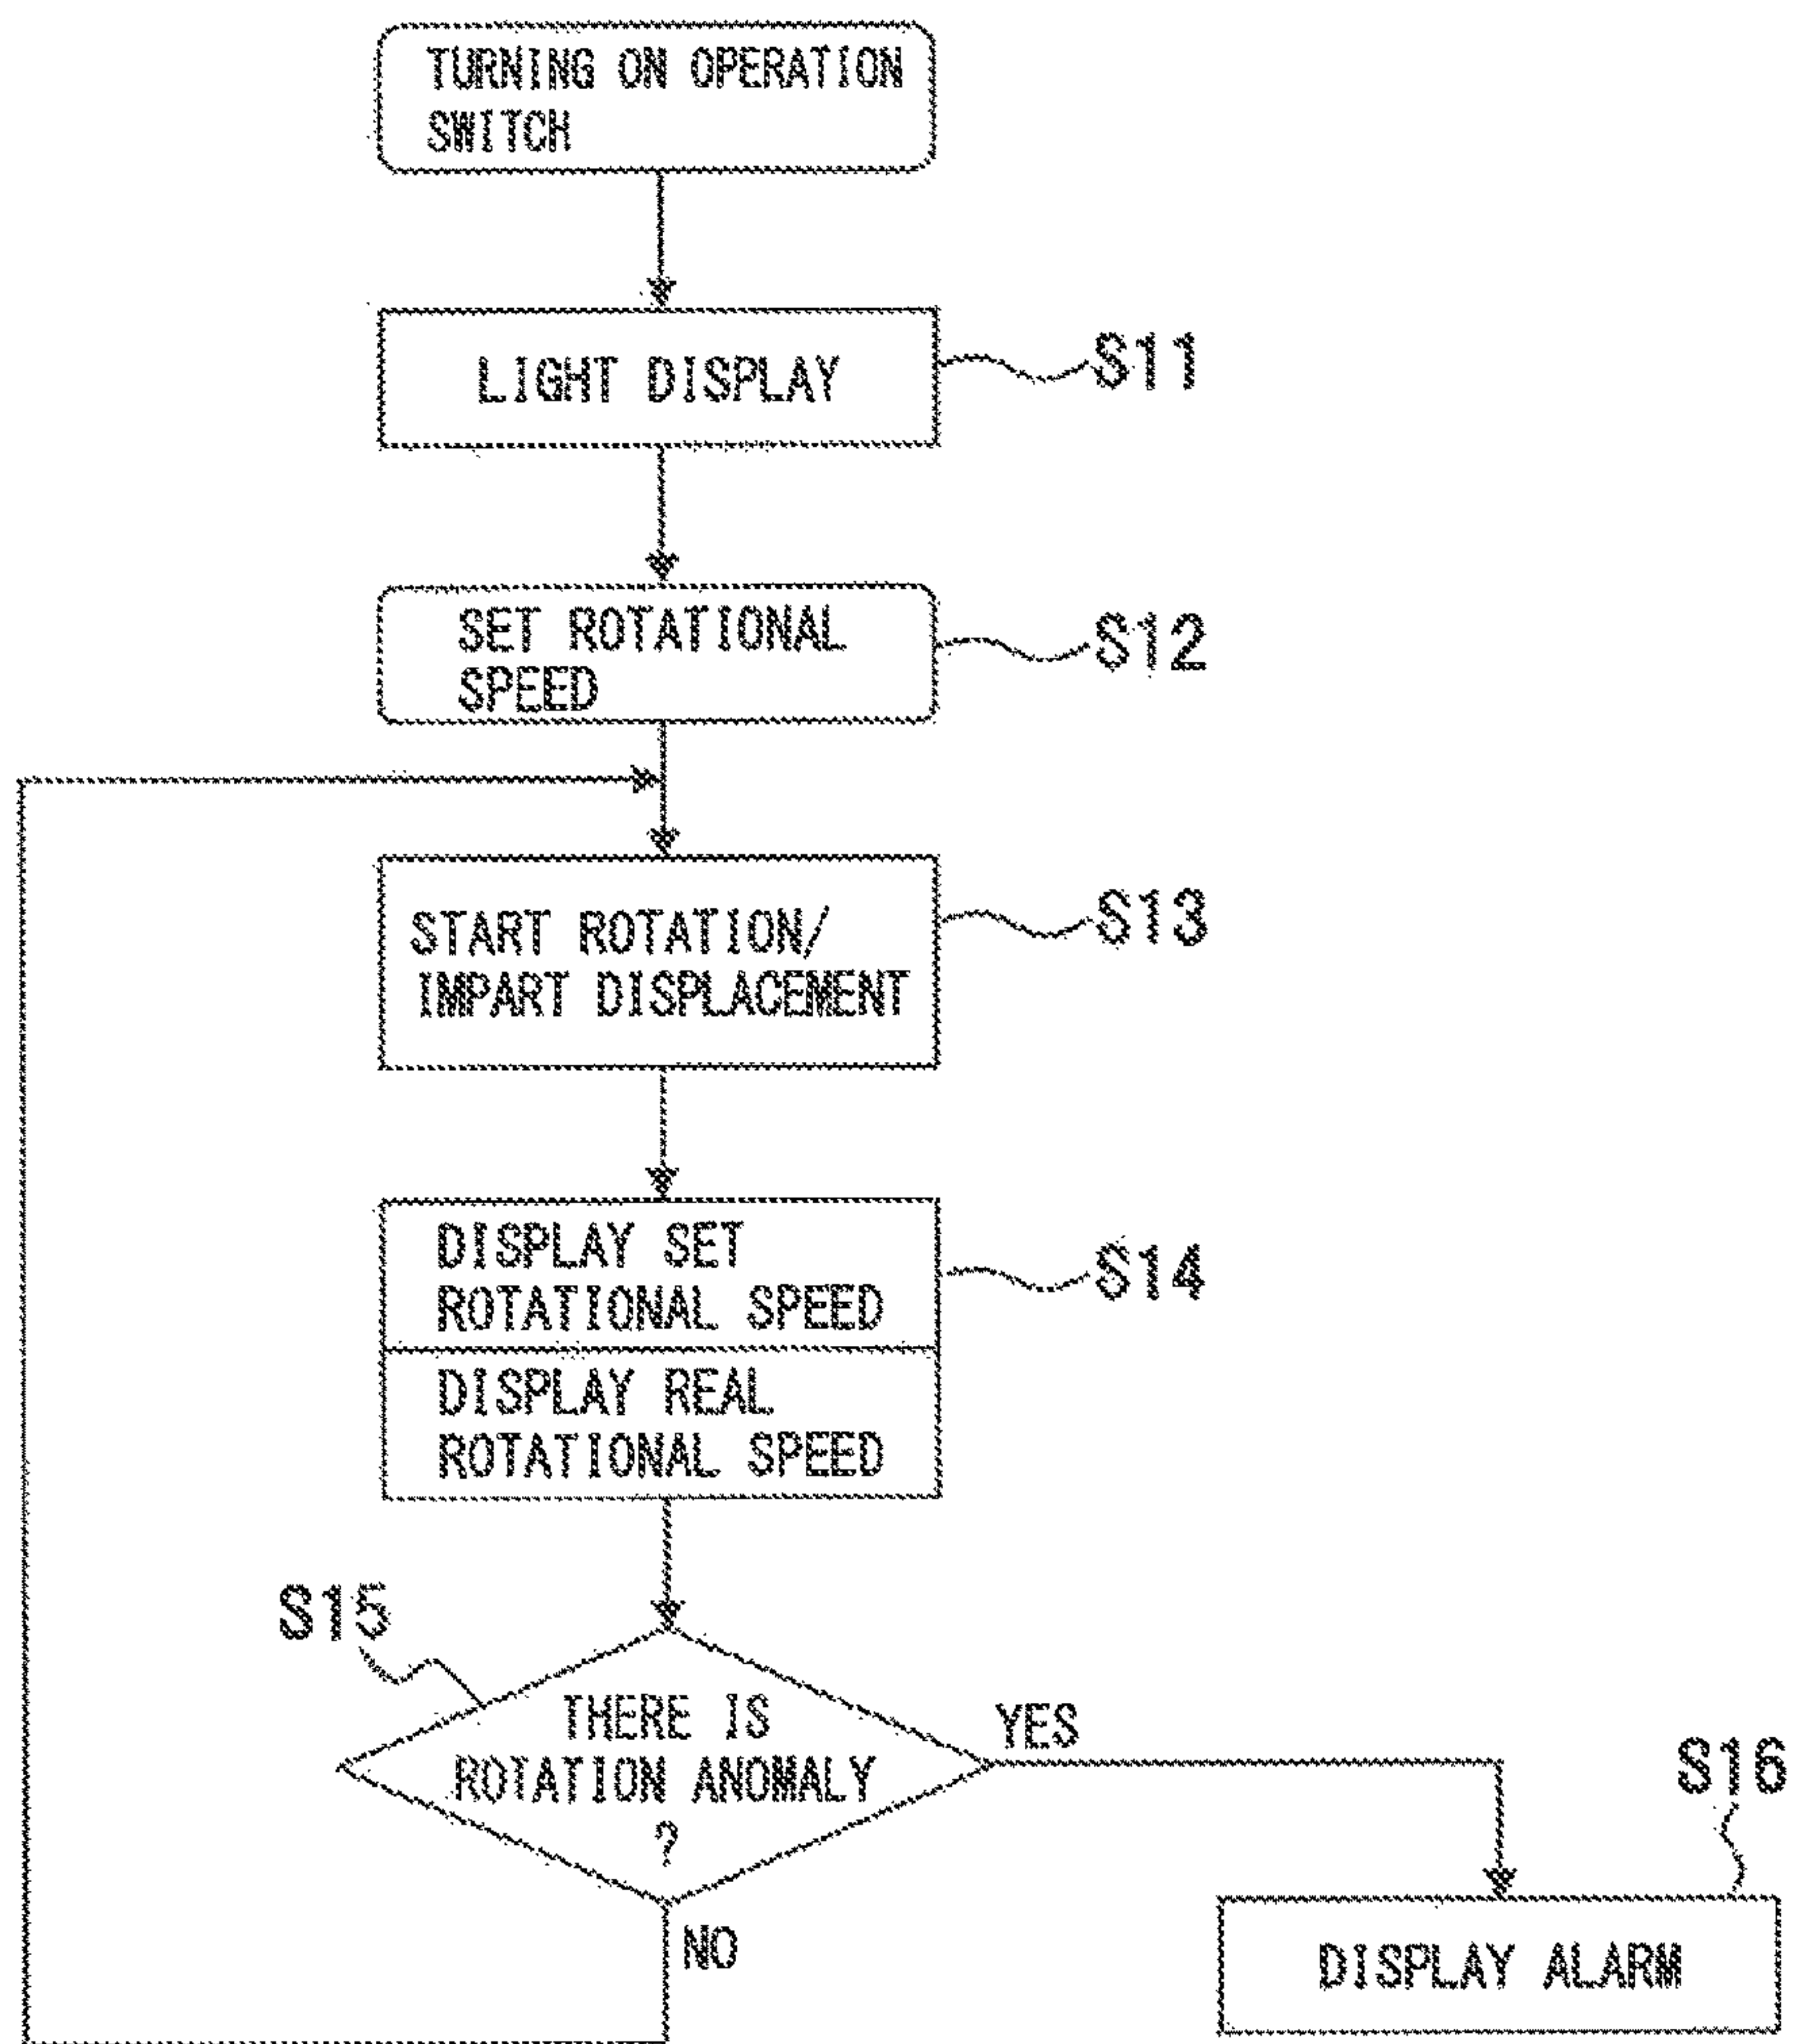 TURNING ON OPERATION
SWITCH
LIGHT DISPLAY
S11
SET ROTATIONAL
SPEED
S12
START ROTATION/
IMPART DISPLACEMENT
S13
DISPLAY SET
ROTATIONAL SPEED
S14
DISPLAY REAL
ROTATIONAL SPEED
S15
THERE IS
ROTATION ANOMALY
?
YES
NO
S16
DISPLAY ALARM